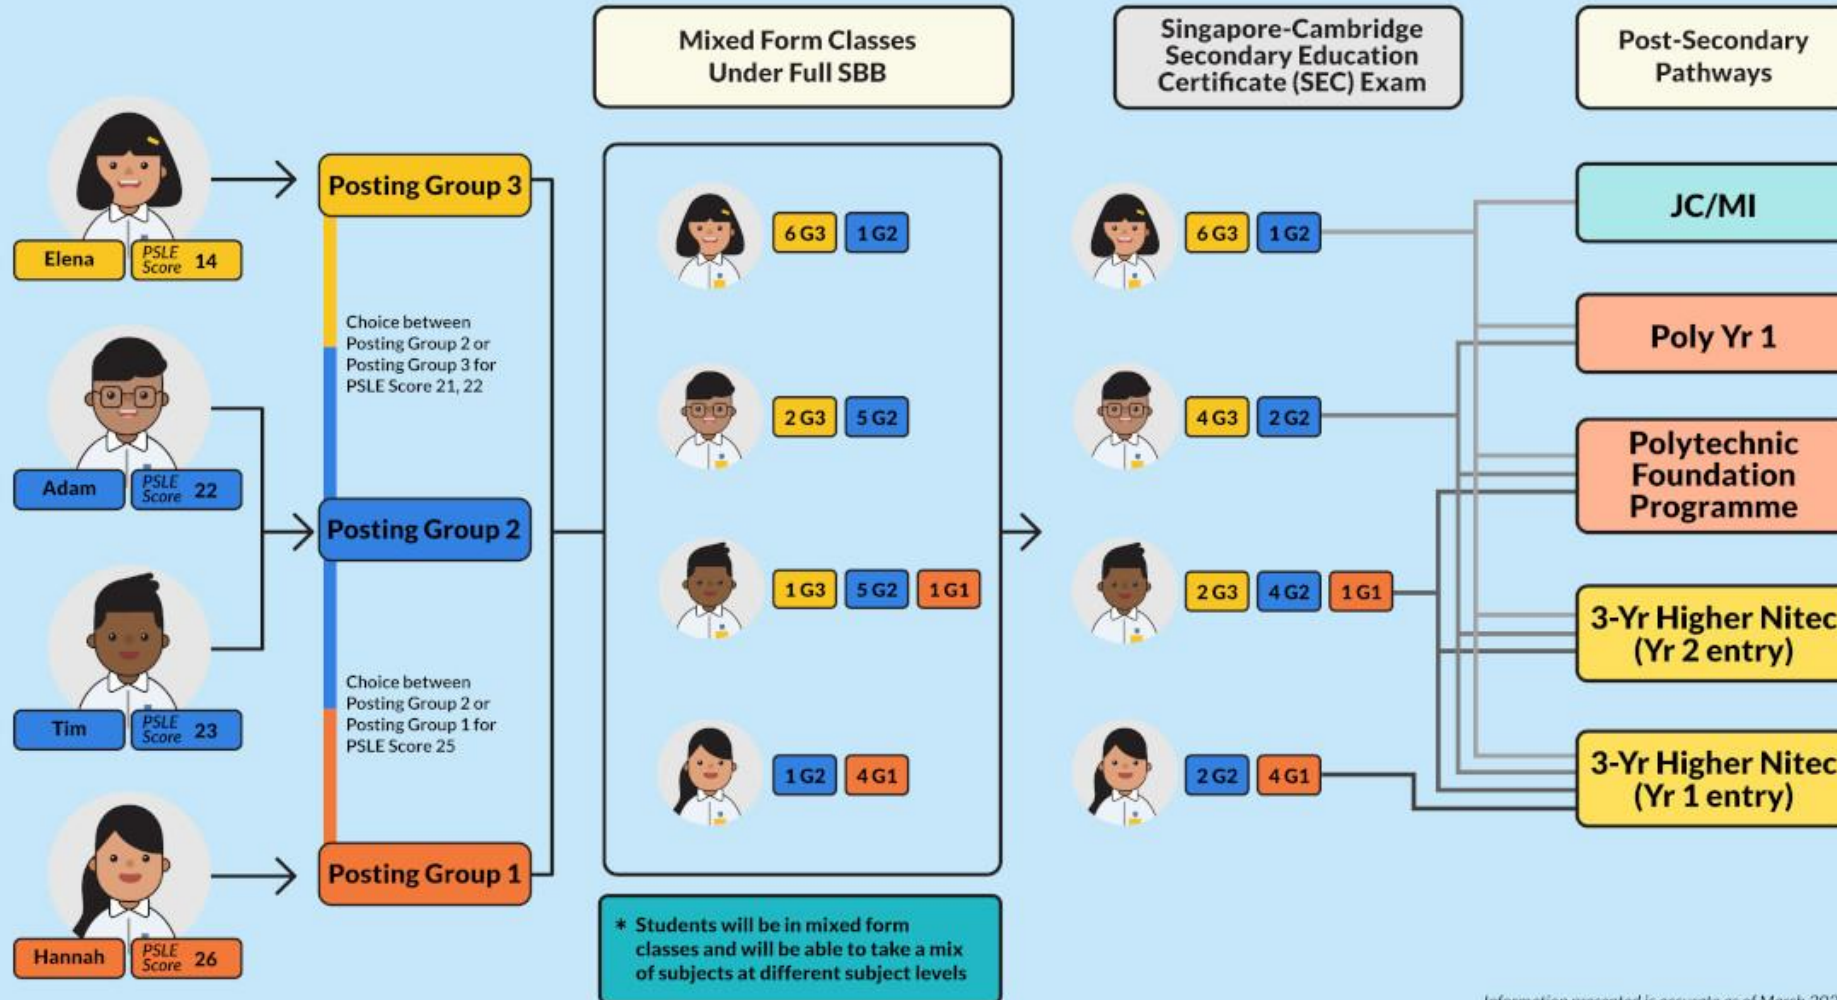 Mixed Form Classes
Under Full SBB
Singapore-Cambridge
Secondary Education
Certificate (SEC) Exam
Post-Secondary
Pathways
Elena
PSLE
Score 14
Adam
PSLE
Score 22
Tim
PSLE
Score 23
Hannah
PSLE
Score 26
Posting Group 3
Choice between
Posting Group 2 or
Posting Group 3 for
PSLE Score 21, 22
Posting Group 2
Choice between
Posting Group 2 or
Posting Group 1 for
PSLE Score 25
Posting Group 1
6 G3 1 G2
2 G3 5 G2
1 G3 5 G2 1 G1
1 G2 4 G1
* Students will be in mixed form
classes and will be able to take a mix
of subjects at different subject levels
6 G3 1 G2
4 G3 2 G2
2 G3 4 G2 1 G1
2 G2 4 G1
JC/MI
Poly Yr 1
Polytechnic
Foundation
Programme
3-Yr Higher Nitec
(Yr 2 entry)
3-Yr Higher Nitec
(Yr 1 entry)
Information presented is accurate as of March